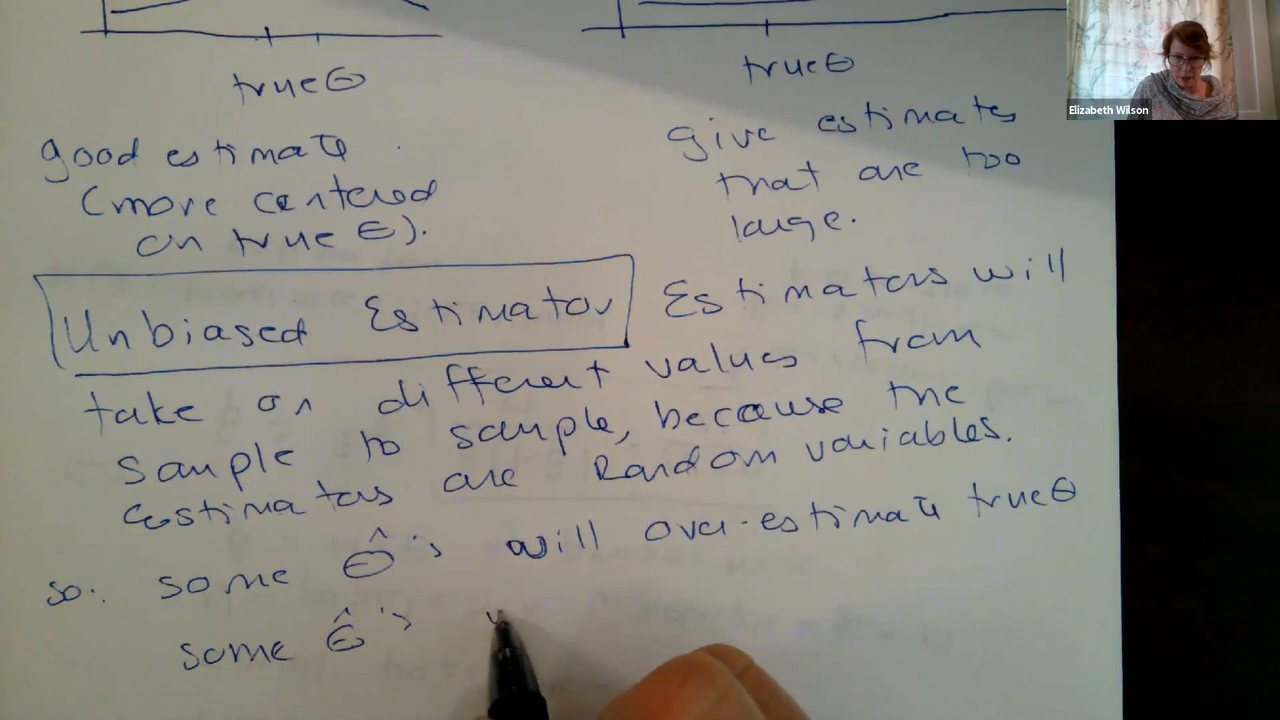 true θ
true θ
Elizabeth Wilson
good estimate
(more centered
on true θ).
give estimates
that are too
large.
Unbiased Estimator Estimators will
take on different values from
sample to sample, because the
estimators are Random variables.
so: some θ̂'s will over-estimate true θ
some θ̂'s